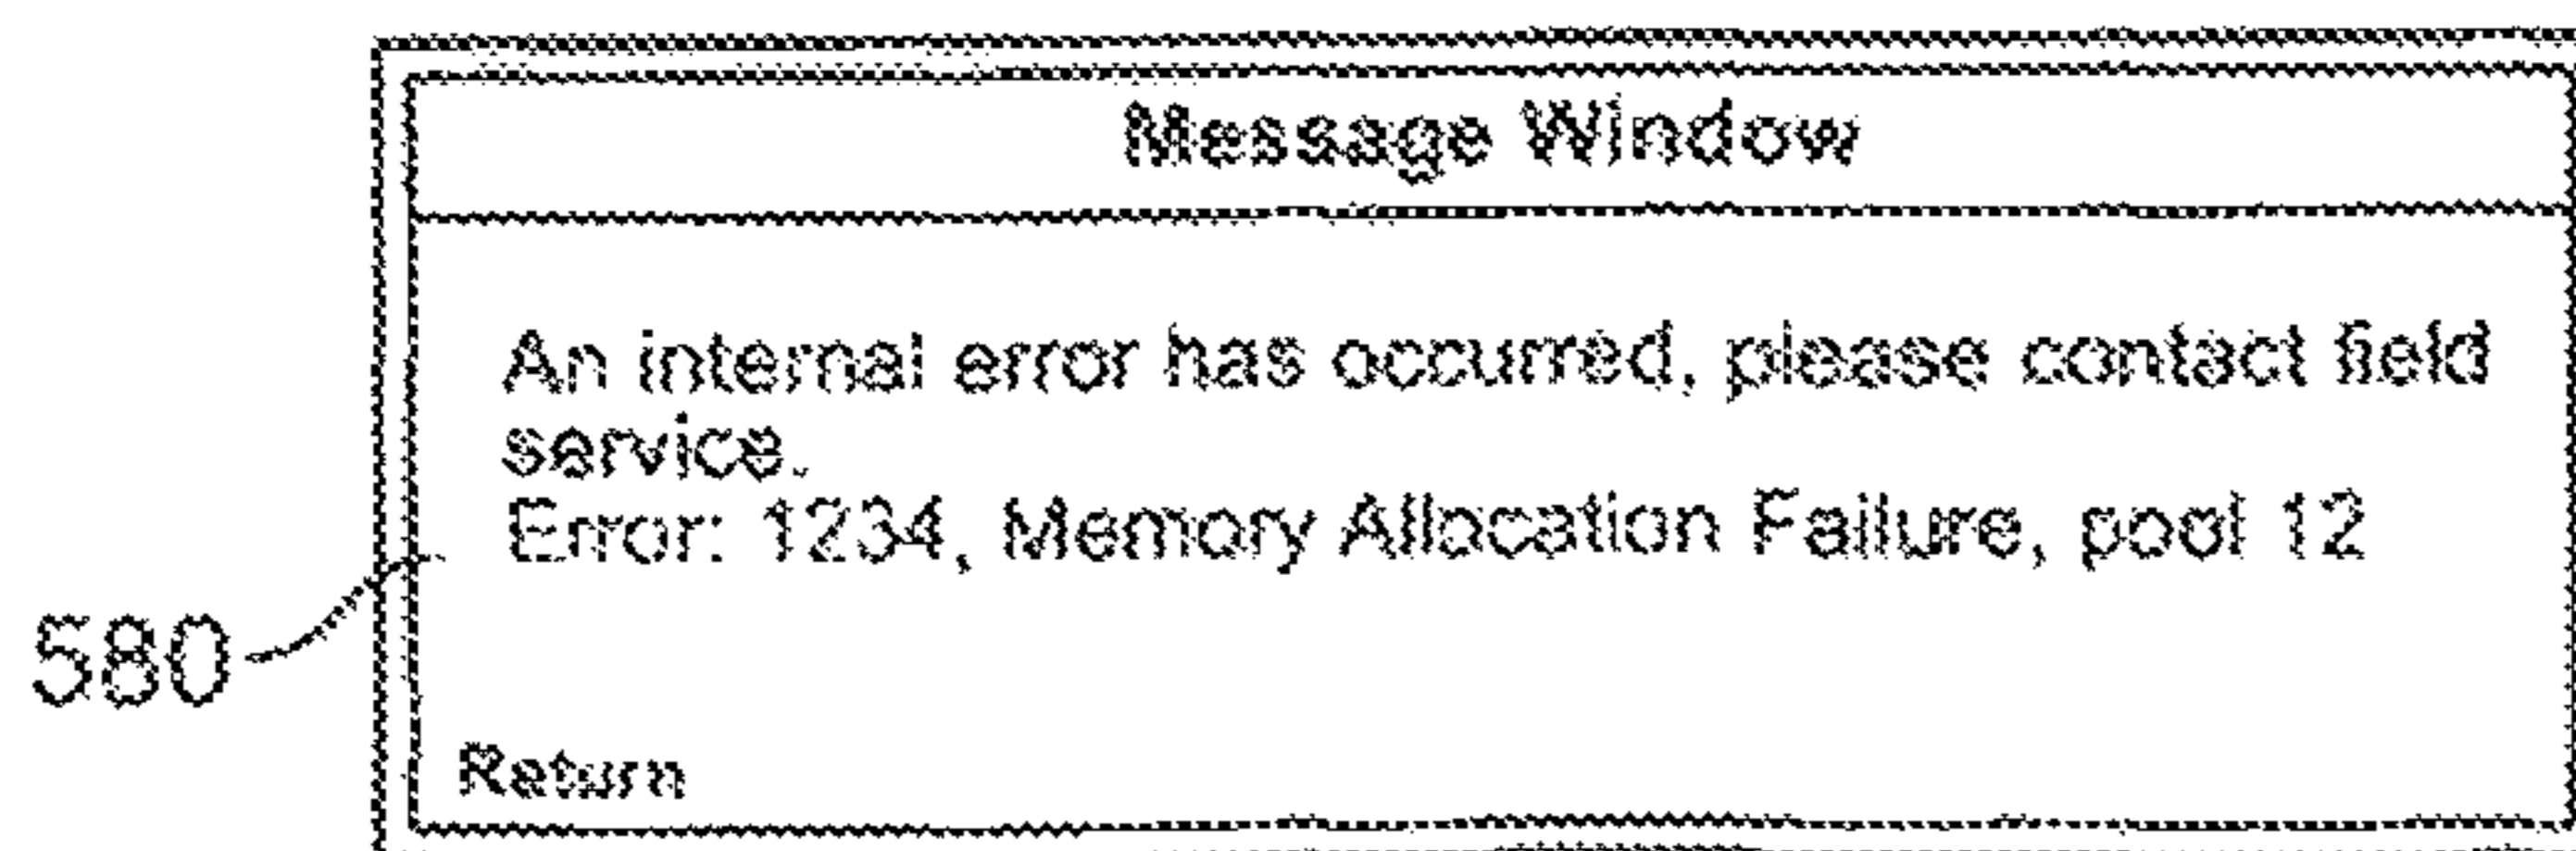 Message Window
An internal error has occurred, please contact field
service.
Error: 1234, Memory Allocation Failure, pool 12
580
Return